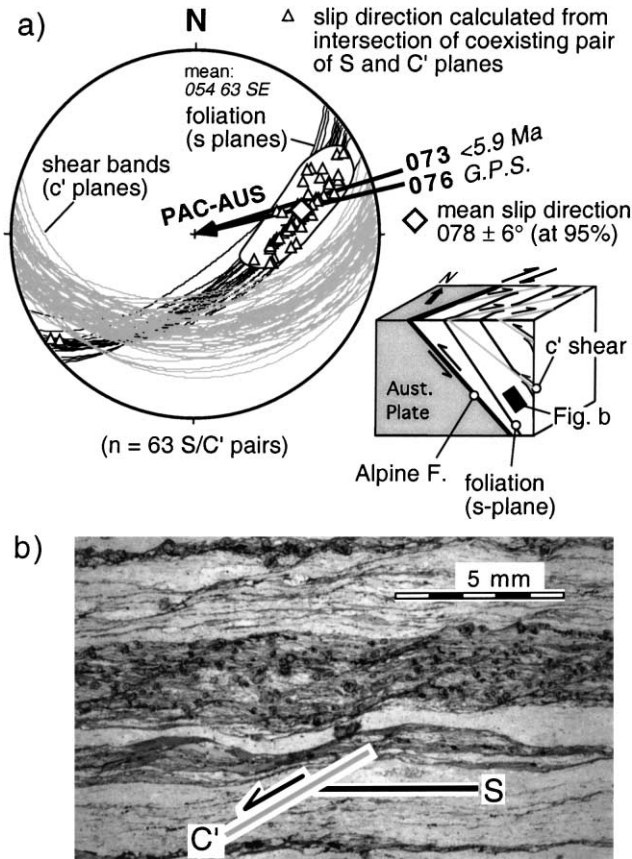 a)
N
△ slip direction calculated from
intersection of coexisting pair
of S and C' planes
mean:
054 63 SE
foliation
(s planes)
shear bands
(c' planes)
PAC-AUS
073 <5.9 Ma
076 G.P.S.
mean slip direction
078 ± 6° (at 95%)
(n = 63 S/C' pairs)
N
c' shear
Aust.
Plate
Fig. b
Alpine F.
foliation
(s-plane)
b)
5 mm
S
C'